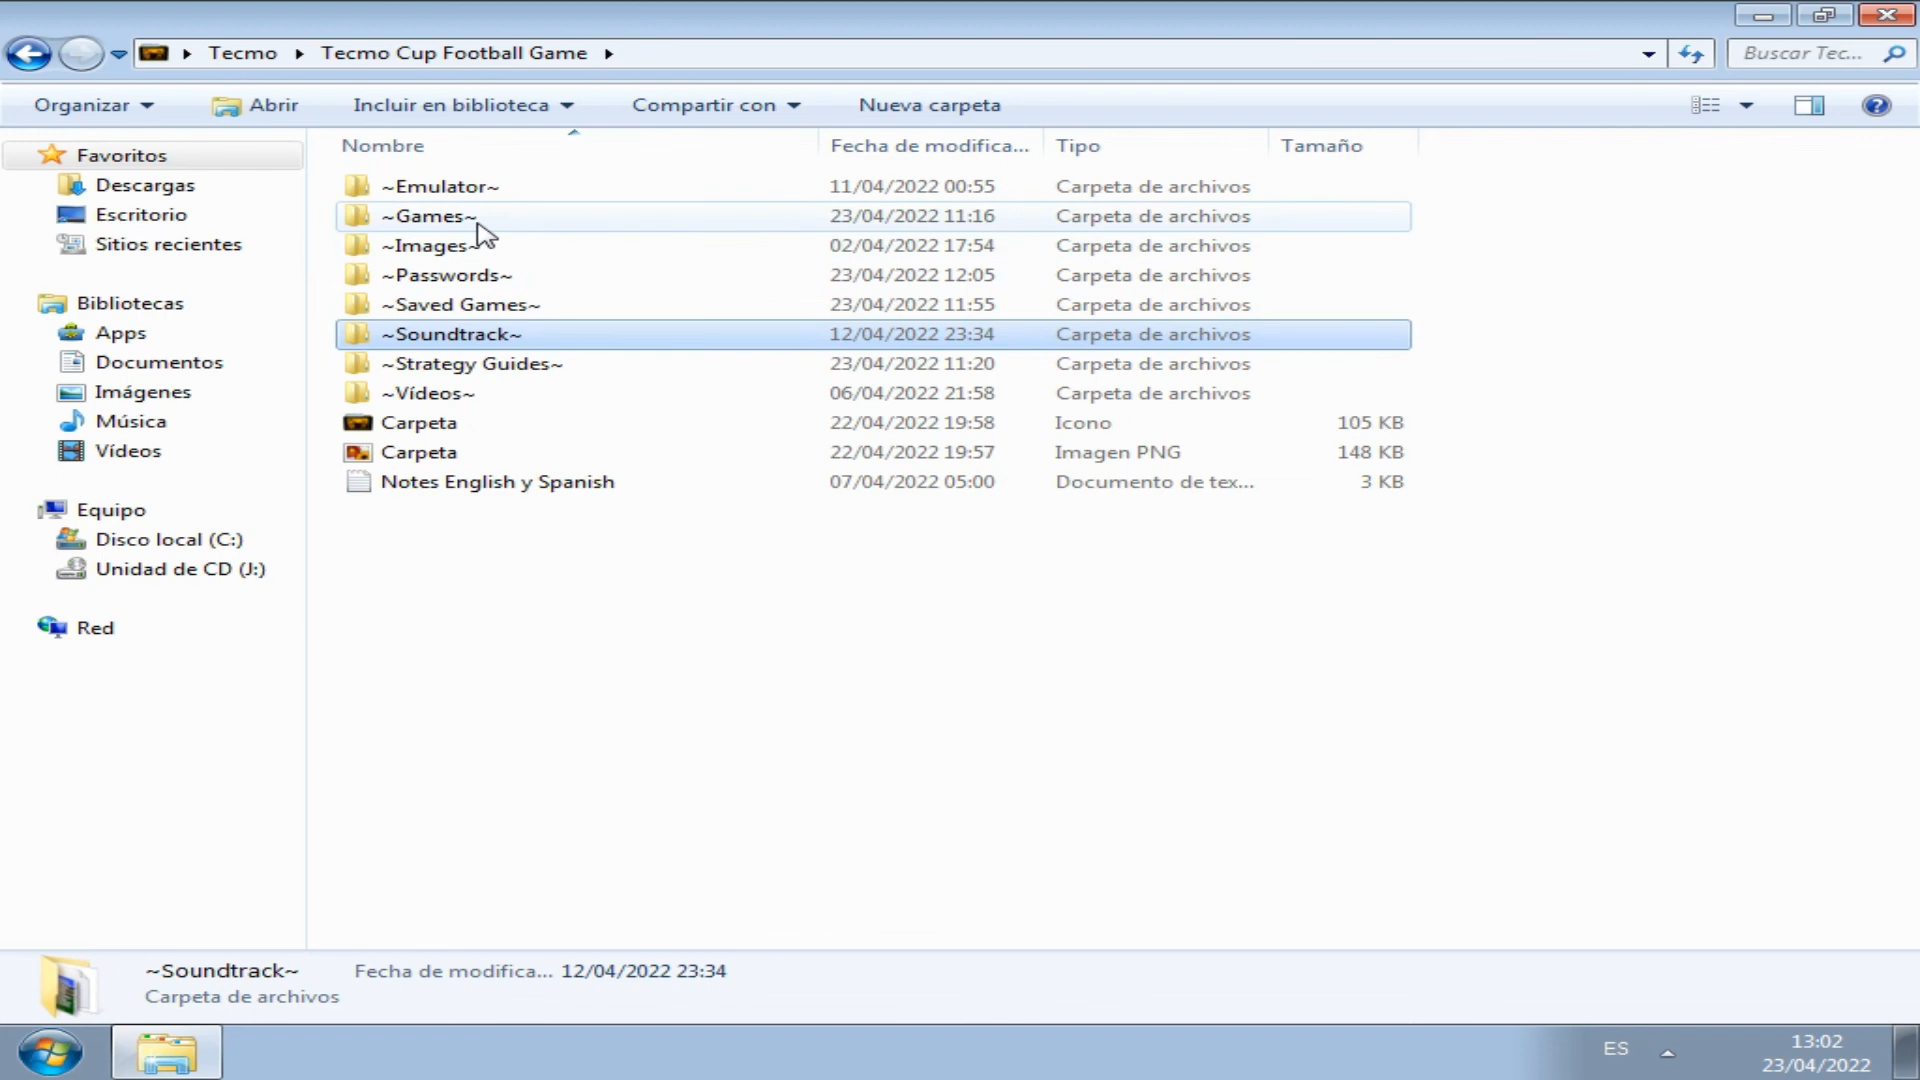 Tecmo Tecmo Cup Football Game
Buscar Tec...
Organizar Abrir Incluir en biblioteca Compartir con Nueva carpeta
Favoritos
Descargas
Escritorio
Sitios recientes
Bibliotecas
Apps
Documentos
Imágenes
Música
Vídeos
Equipo
Disco local (C:)
Unidad de CD (J:)
Red
Nombre Fecha de modifica... Tipo Tamaño
~Emulator~ 11/04/2022 00:55 Carpeta de archivos
~Games~ 23/04/2022 11:16 Carpeta de archivos
~Images~ 02/04/2022 17:54 Carpeta de archivos
~Passwords~ 23/04/2022 12:05 Carpeta de archivos
~Saved Games~ 23/04/2022 11:55 Carpeta de archivos
~Soundtrack~ 12/04/2022 23:34 Carpeta de archivos
~Strategy Guides~ 23/04/2022 11:20 Carpeta de archivos
~Vídeos~ 06/04/2022 21:58 Carpeta de archivos
Carpeta 22/04/2022 19:58 Icono 105 KB
Carpeta 22/04/2022 19:57 Imagen PNG 148 KB
Notes English y Spanish 07/04/2022 05:00 Documento de tex... 3 KB
~Soundtrack~ Fecha de modifica... 12/04/2022 23:34
Carpeta de archivos
ES
13:02
23/04/2022